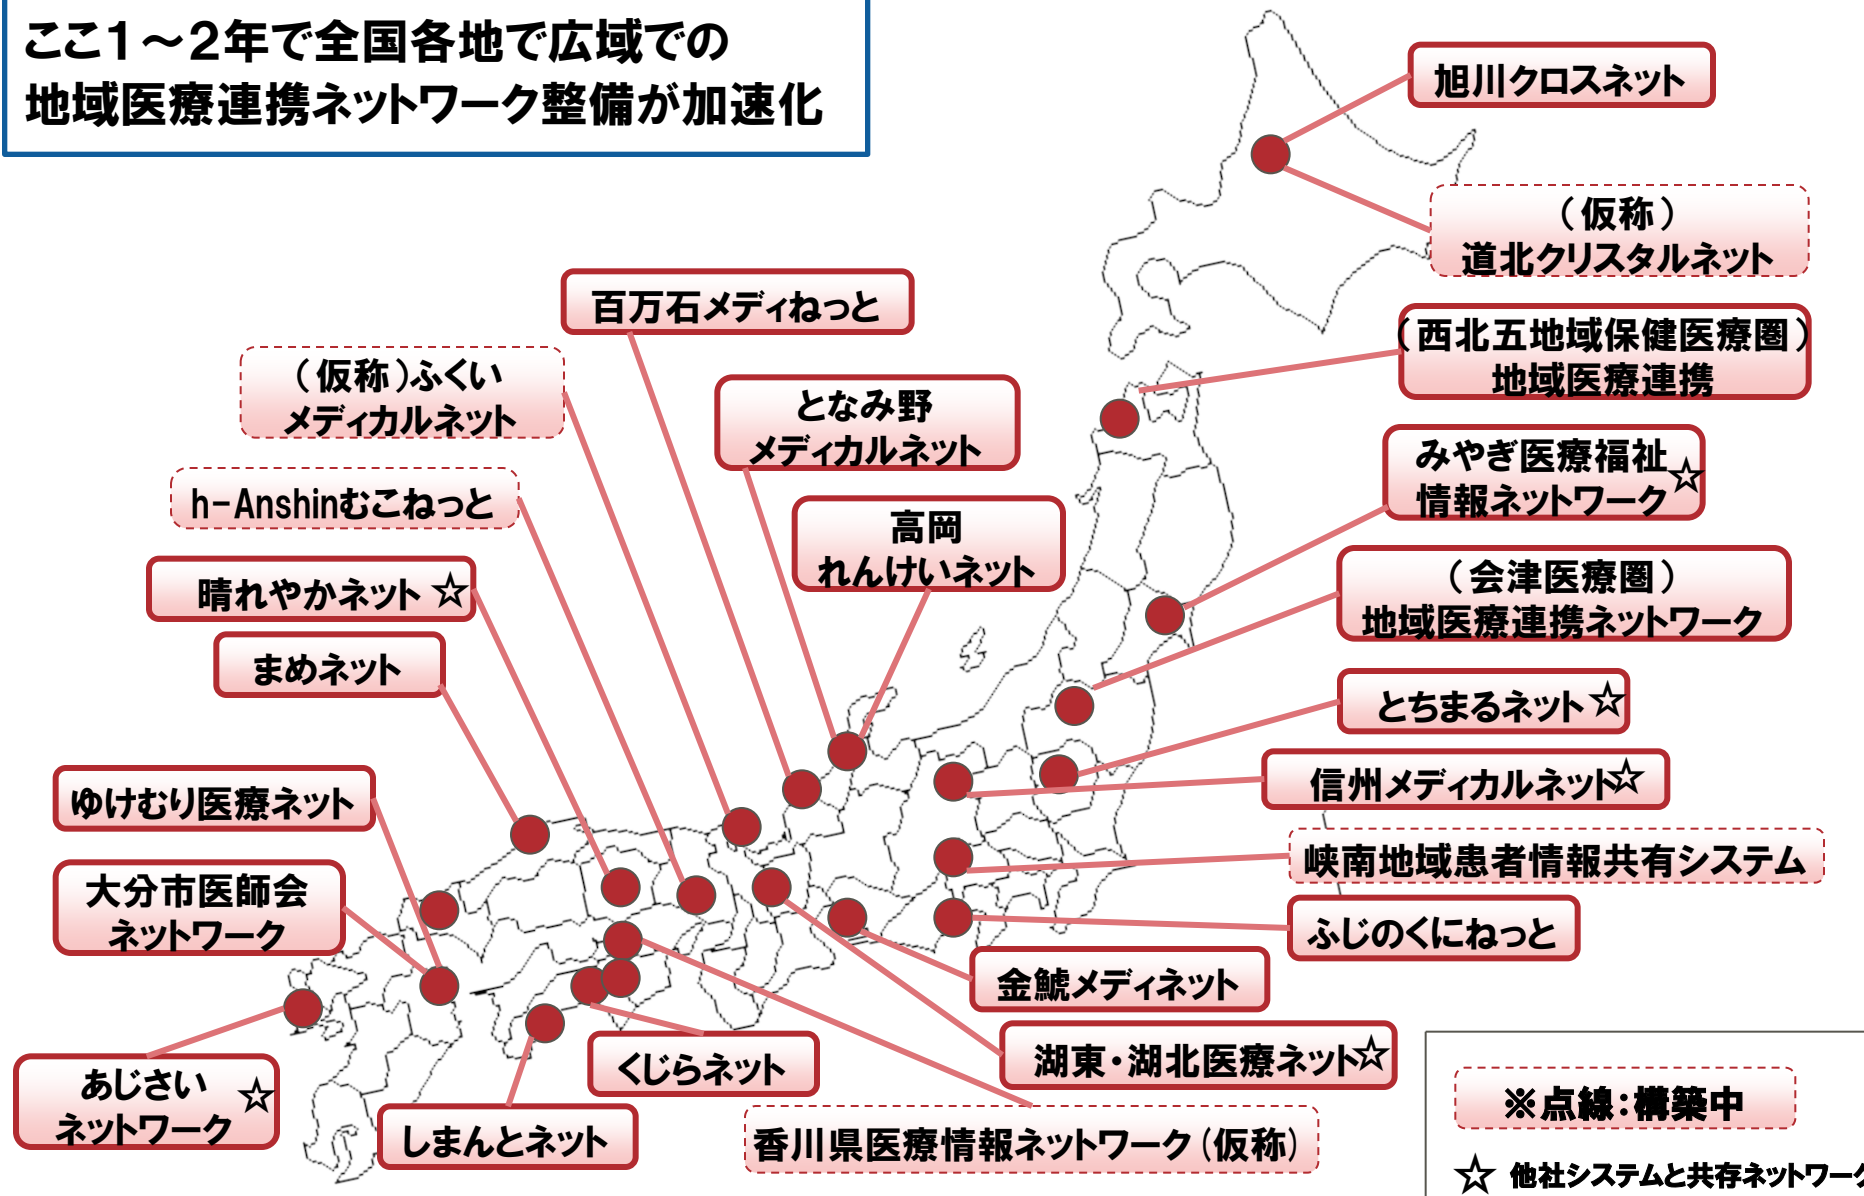 ここ1～2年で全国各地で広域での
地域医療連携ネットワーク整備が加速化
旭川クロスネット
（仮称）
道北クリスタルネット
百万石メディねっと
（西北五地域保健医療圏）
地域医療連携
（仮称）ふくい
メディカルネット
となみ野
メディカルネット
みやぎ医療福祉
情報ネットワーク☆
h-Anshinむこねっと
高岡
れんけいネット
晴れやかネット ☆
（会津医療圏）
地域医療連携ネットワーク
まめネット
とちまるネット☆
ゆけむり医療ネット
信州メディカルネット☆
峡南地域患者情報共有システム
大分市医師会
ネットワーク
ふじのくにねっと
金鯱メディネット
くじらネット
湖東・湖北医療ネット☆
あじさい
ネットワーク ☆
しまんとネット
香川県医療情報ネットワーク(仮称)
※点線：構築中
☆ 他社システムと共存ネットワーク